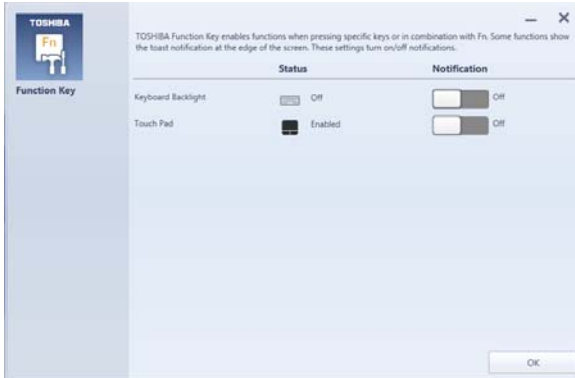 TOSHIBA
Fn
Function Key
TOSHIBA Function Key enables functions when pressing specific keys or in combination with Fn. Some functions show
the toast notification at the edge of the screen. These settings turn on/off notifications.
Status Notification
Keyboard Backlight Off Off
Touch Pad Enabled Off
OK